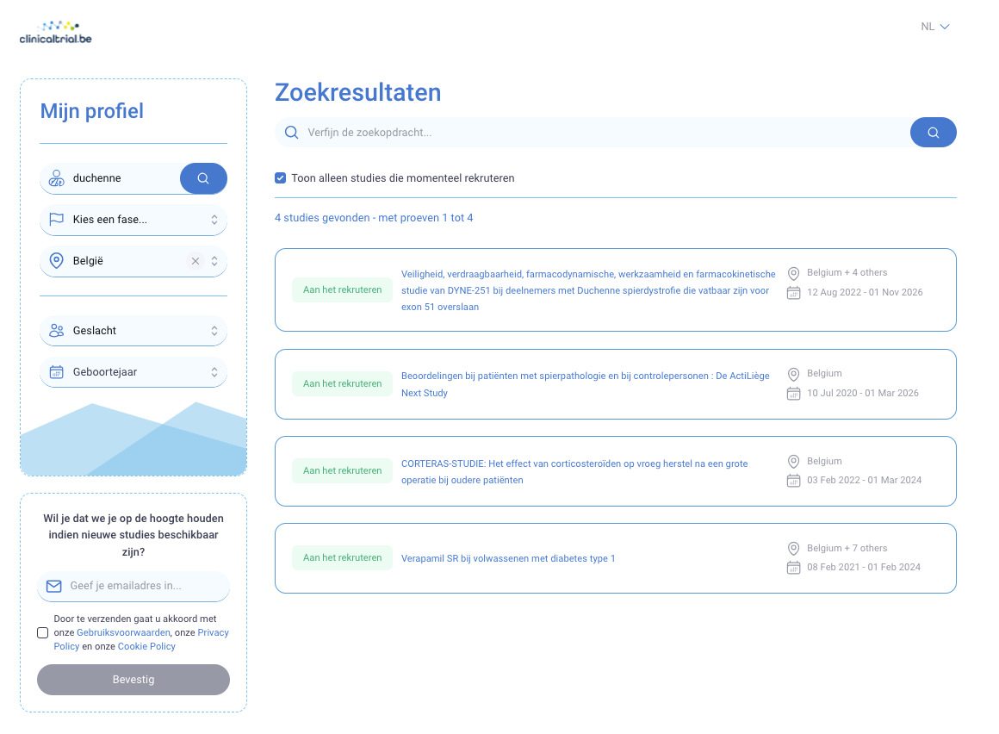 clinicaltrial.be
NL
Mijn profiel
duchenne
Kies een fase...
België
Geslacht
Geboortejaar
Wil je dat we je op de hoogte houden
indien nieuwe studies beschikbaar
zijn?
Geef je emailadres in...
Door te verzenden gaat u akkoord met
onze Gebruiksvoorwaarden, onze Privacy
Policy en onze Cookie Policy
Bevestig
Zoekresultaten
Verfijn de zoekopdracht...
Toon alleen studies die momenteel rekruteren
4 studies gevonden - met proeven 1 tot 4
Aan het rekruteren
Veiligheid, verdraagbaarheid, farmacodynamische, werkzaamheid en farmacokinetische
studie van DYNE-251 bij deelnemers met Duchenne spierdystrofie die vatbaar zijn voor
exon 51 overslaan
Belgium + 4 others
12 Aug 2022 - 01 Nov 2026
Aan het rekruteren
Beoordelingen bij patiënten met spierpathologie en bij controlepersonen : De ActiLiège
Next Study
Belgium
10 Jul 2020 - 01 Mar 2026
Aan het rekruteren
CORTERAS-STUDIE: Het effect van corticosteroïden op vroeg herstel na een grote
operatie bij oudere patiënten
Belgium
03 Feb 2022 - 01 Mar 2024
Aan het rekruteren
Verapamil SR bij volwassenen met diabetes type 1
Belgium + 7 others
08 Feb 2021 - 01 Feb 2024